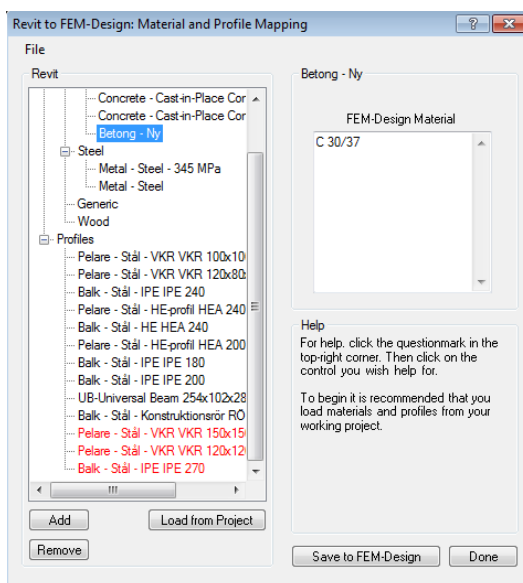 Revit to FEM-Design: Material and Profile Mapping
File
Revit
Concrete - Cast-in-Place Cor
Concrete - Cast-in-Place Cor
Betong - Ny
Steel
Metal - Steel - 345 MPa
Metal - Steel
Generic
Wood
Profiles
Pelare - Stål - VKR VKR 100x10
Pelare - Stål - VKR VKR 120x80
Balk - Stål - IPE IPE 240
Pelare - Stål - HE-profil HEA 240
Balk - Stål - HE HEA 240
Pelare - Stål - HE-profil HEA 200
Balk - Stål - IPE IPE 180
Balk - Stål - IPE IPE 200
UB-Universal Beam 254x102x28
Balk - Stål - Konstruktionsrör RÖ
Pelare - Stål - VKR VKR 150x15
Pelare - Stål - VKR VKR 120x12
Balk - Stål - IPE IPE 270
Add
Load from Project
Remove
Betong - Ny
FEM-Design Material
C 30/37
Help
For help. click the questionmark in the
top-right corner. Then click on the
control you wish help for.
To begin it is recommended that you
load materials and profiles from your
working project.
Save to FEM-Design
Done